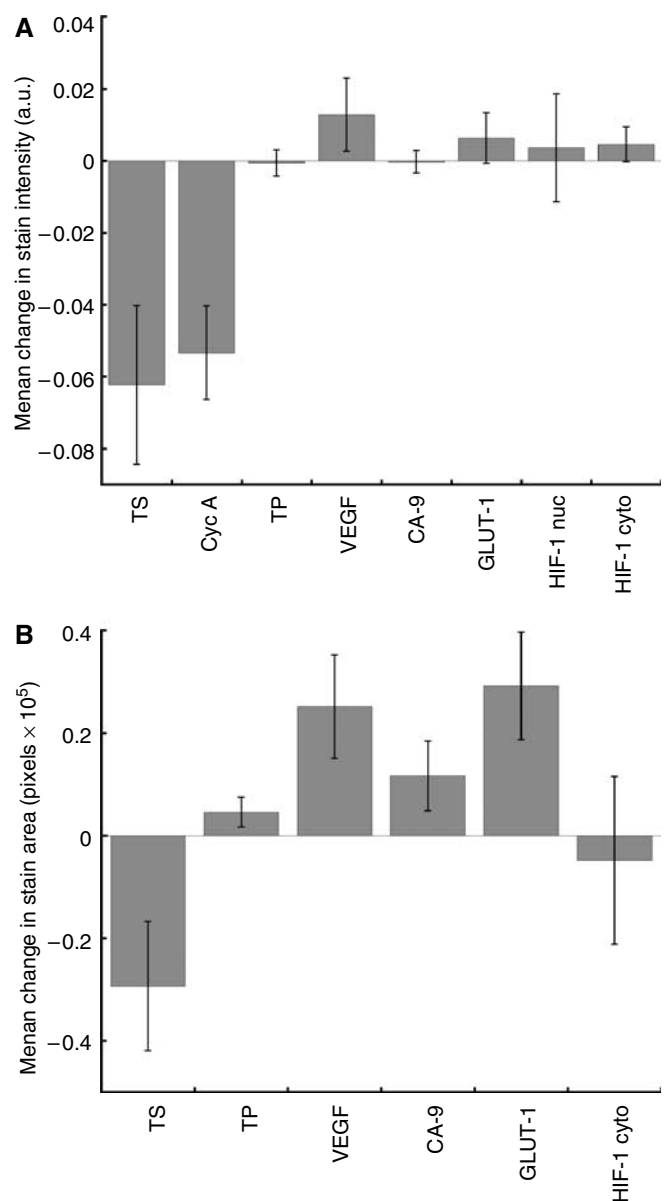 A
Menan change in stain intensity (a.u.)
0.04
0.02
0
−0.02
−0.04
−0.06
−0.08
TS
Cyc A
TP
VEGF
CA-9
GLUT-1
HIF-1 nuc
HIF-1 cyto
B
Menan change in stain area (pixels × 10⁵)
0.4
0.2
0
−0.2
−0.4
TS
TP
VEGF
CA-9
GLUT-1
HIF-1 cyto